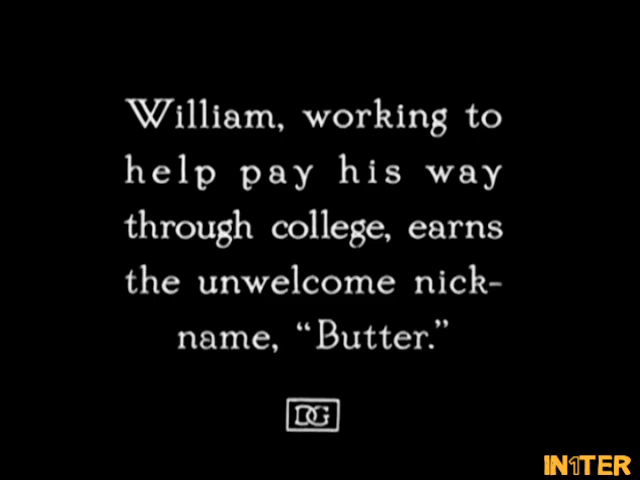 William, working to
help pay his way
through college, earns
the unwelcome nick-
name, “Butter.”
DG
IN1TER